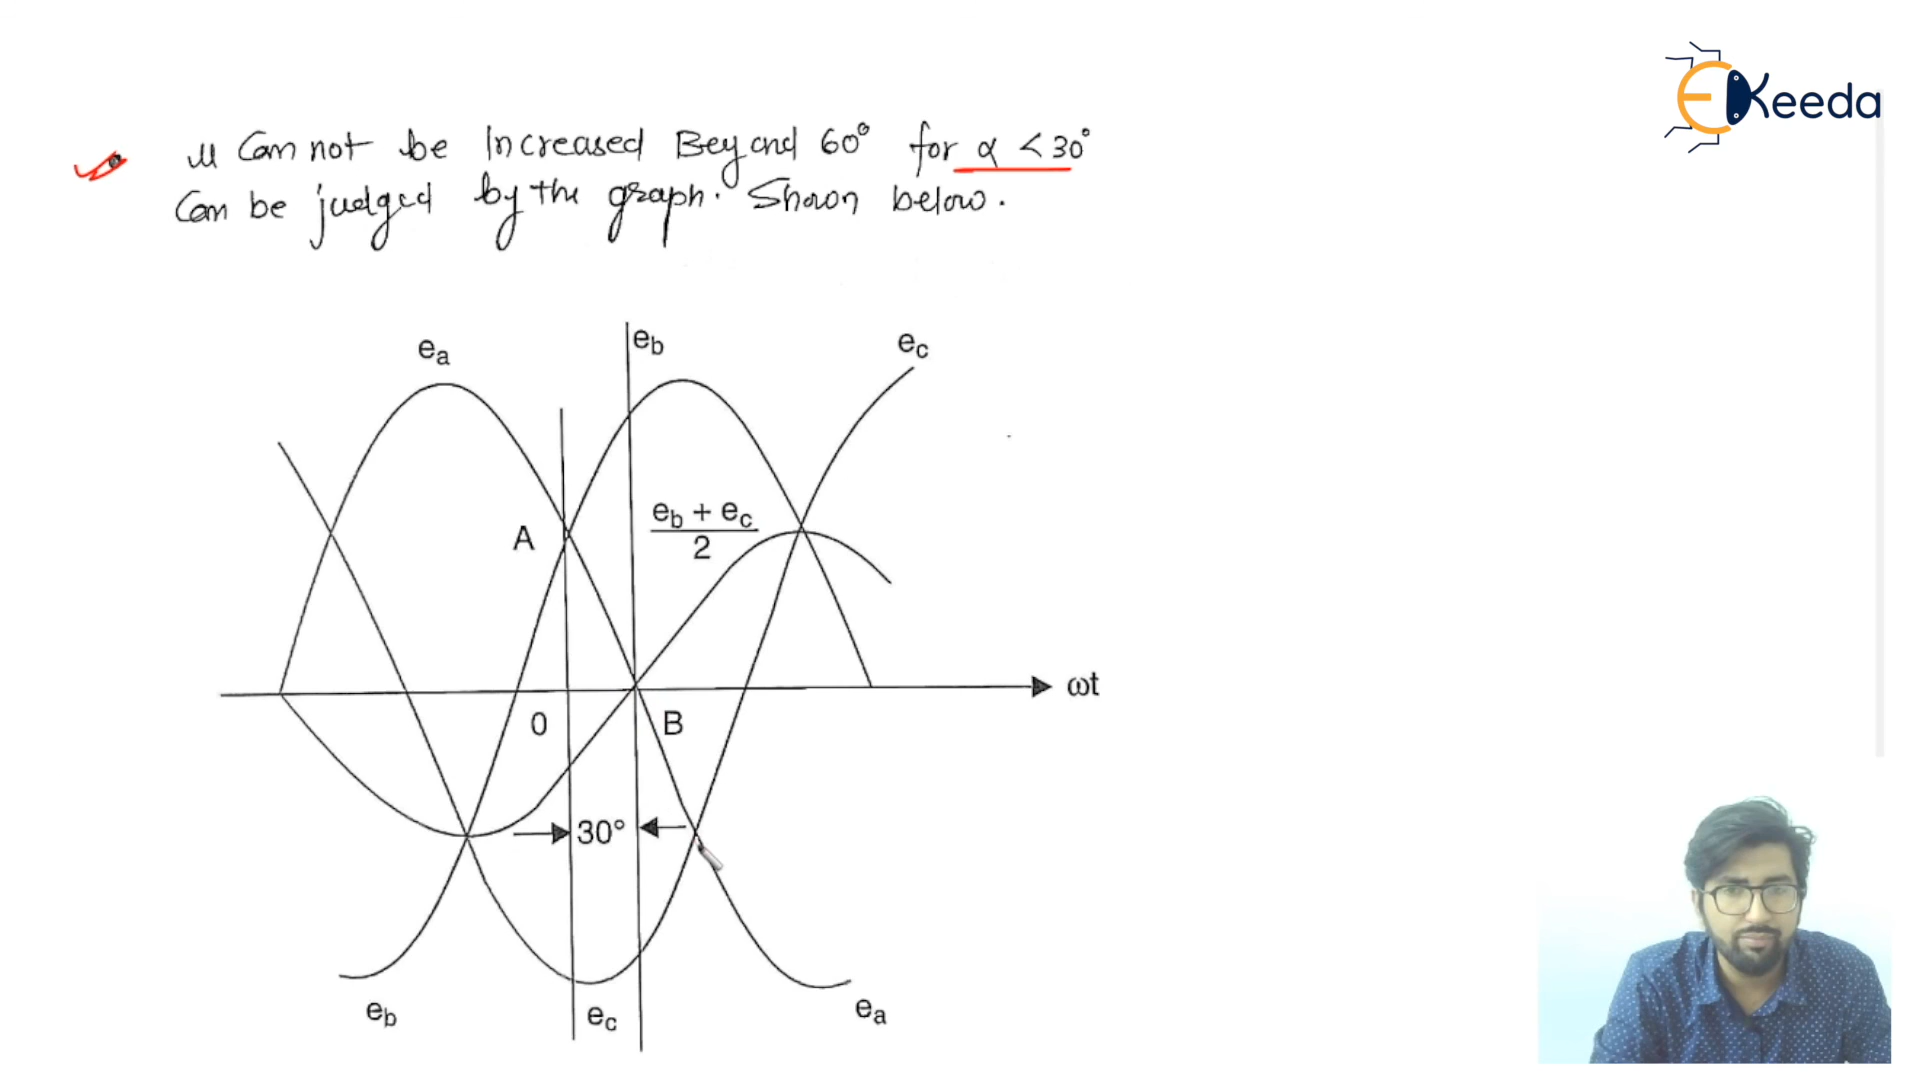 EKeeda
μ Can not be Increased Beyond 60° for α < 30°
Can be judged by the graph. Shown below.
ea
eb
ec
eb + ec
2
A
ωt
0
B
30°
eb
ec
ea